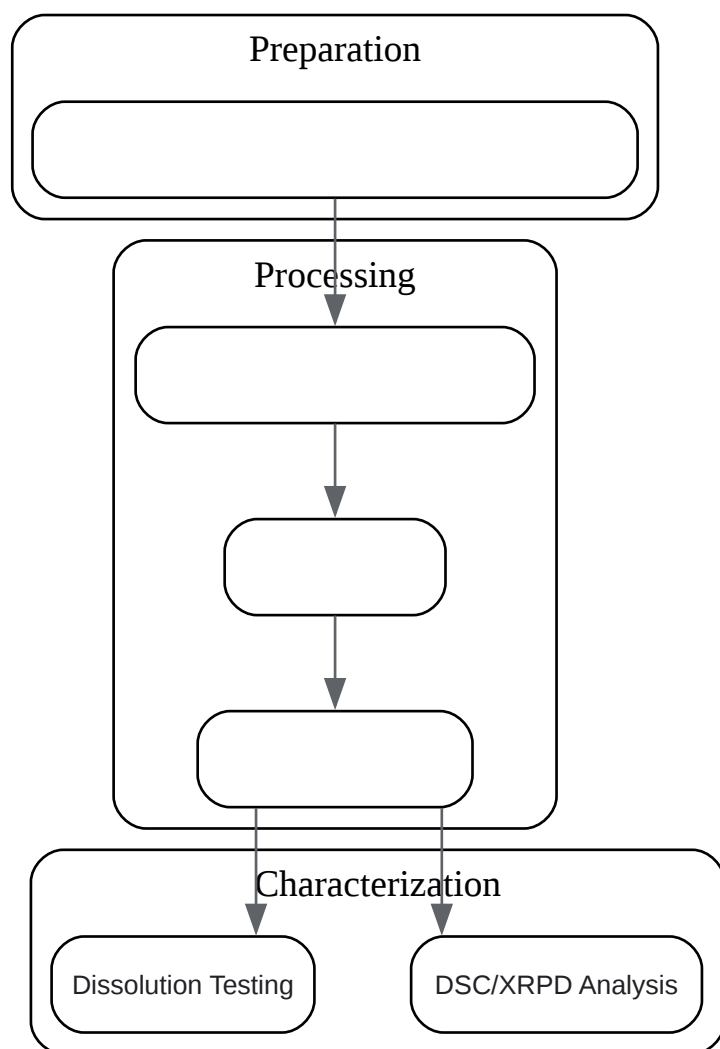 Preparation
Processing
Characterization
Dissolution Testing
DSC/XRPD Analysis